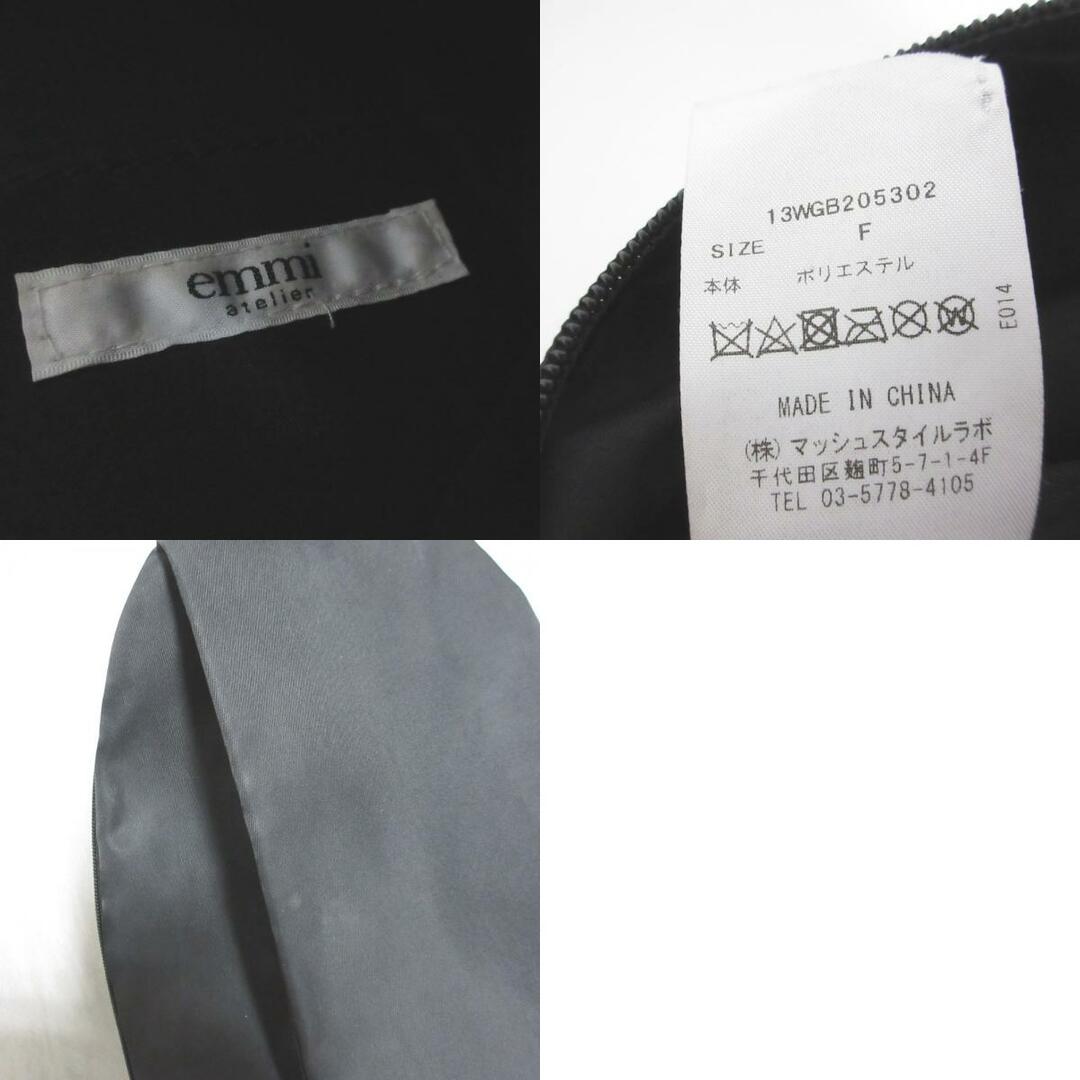 emmi
atelier
13WGB205302
SIZE F
本体 ポリエステル
W
E014
MADE IN CHINA
(株)マッシュスタイルラボ
千代田区麹町5-7-1-4F
TEL 03-5778-4105